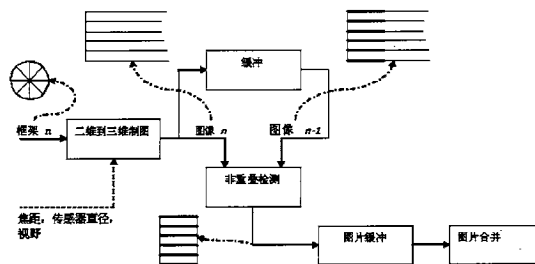 缓冲
框架 n
二维到三维制图
图像 n
图像 n-1
非重叠检测
焦距，传感器直径，
视野
图片缓冲
图片合并